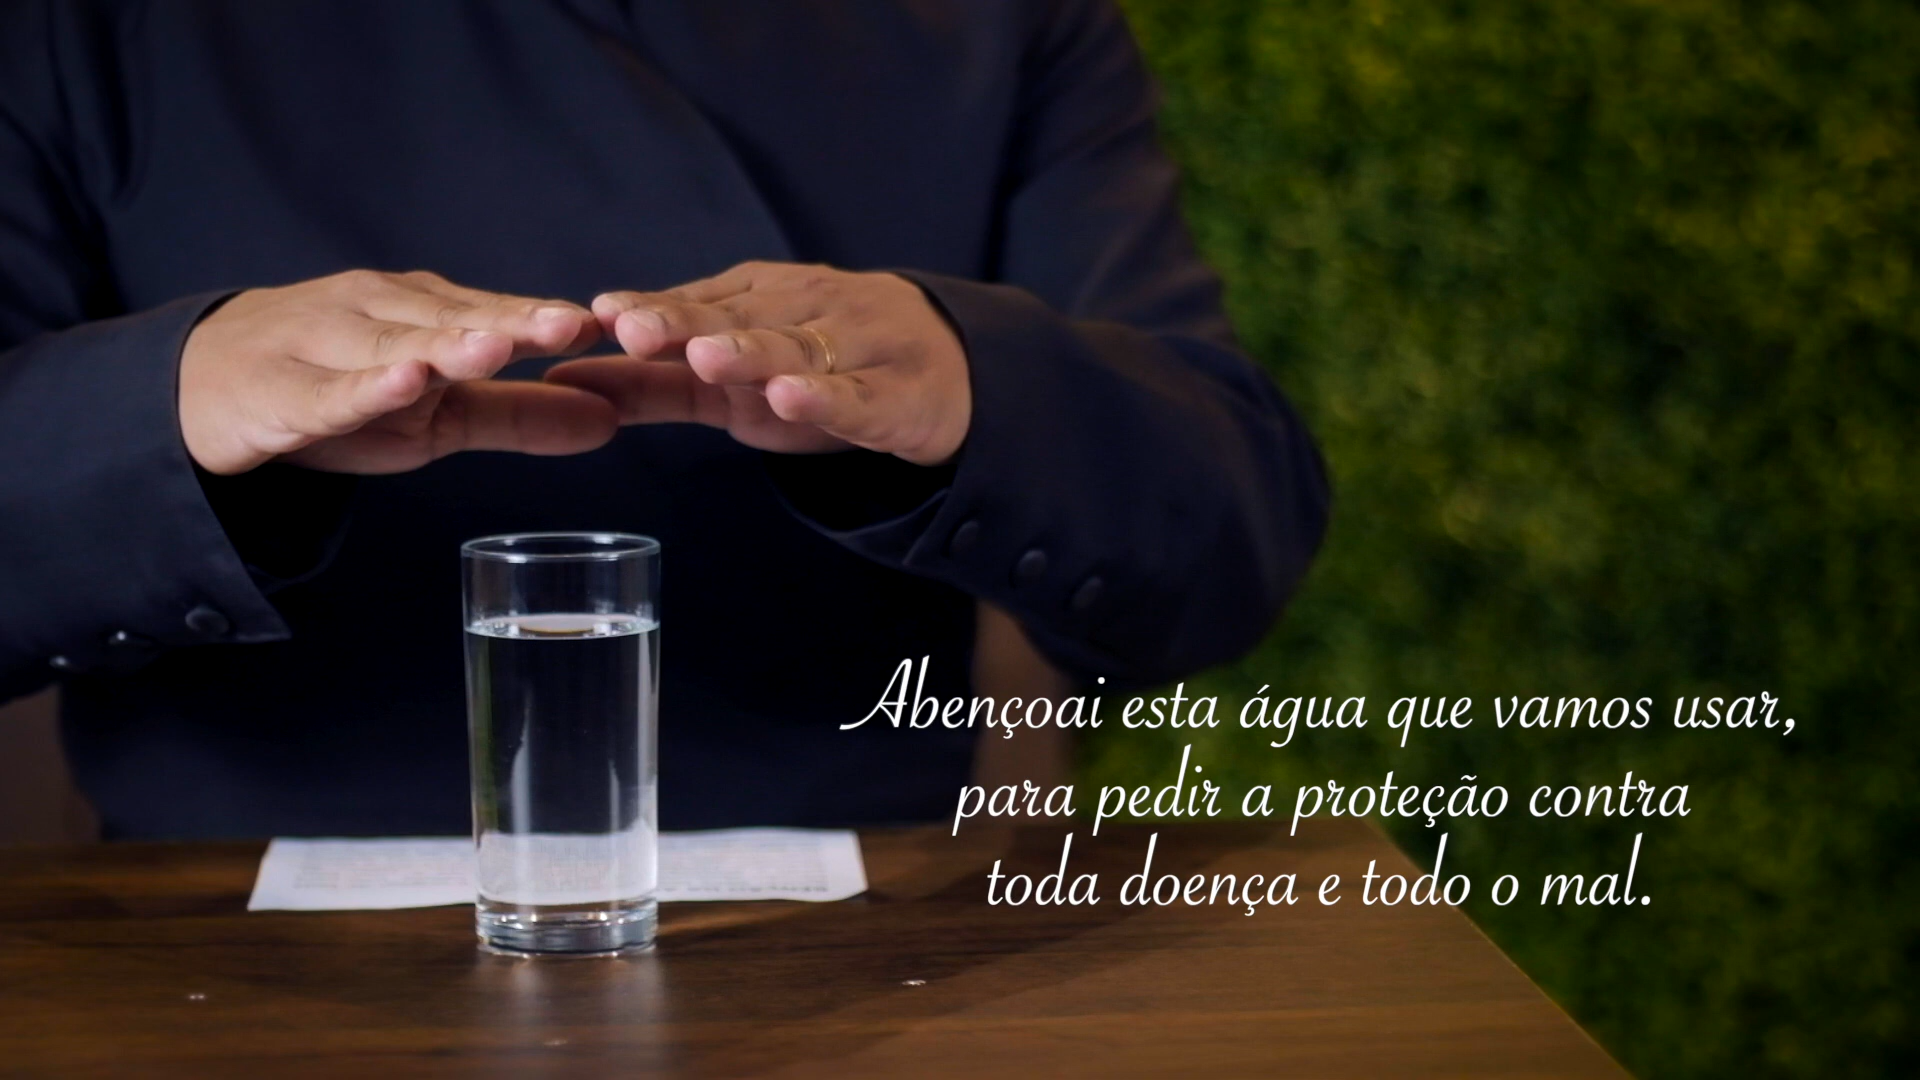 Abençoai esta água que vamos usar,
para pedir a proteção contra
toda doença e todo o mal.